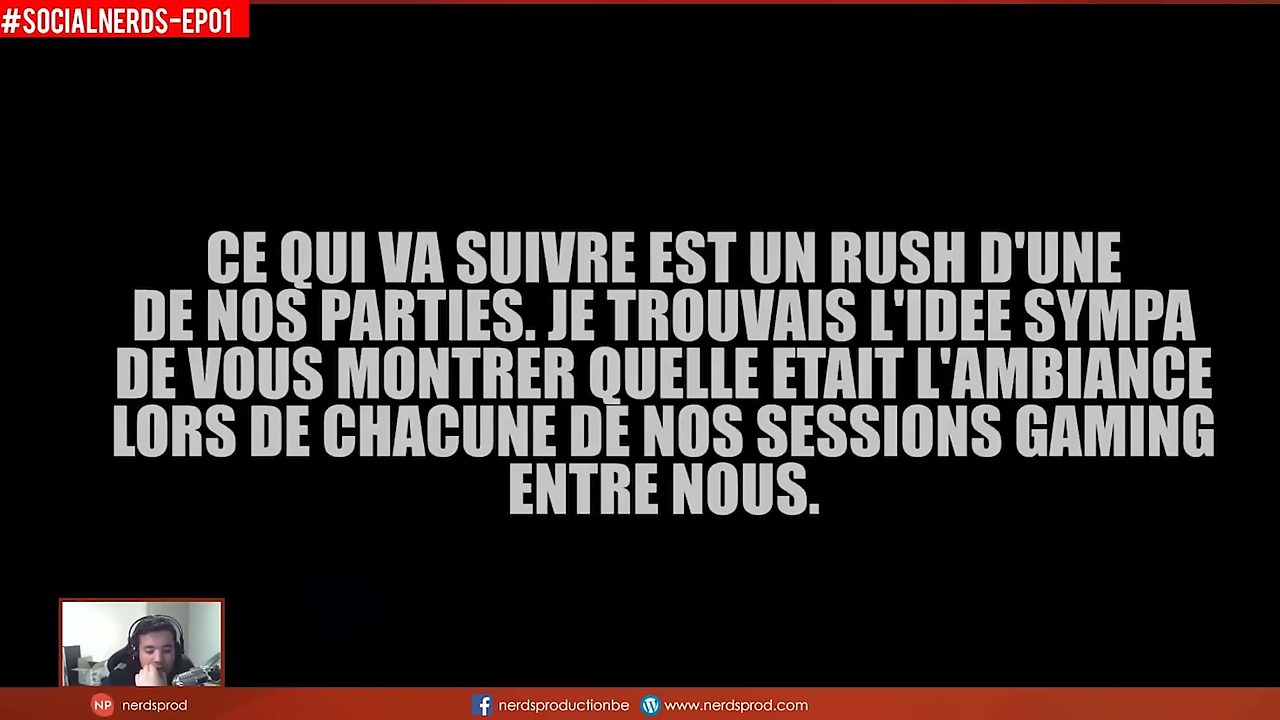 #SOCIALNERDS-EP01
CE QUI VA SUIVRE EST UN RUSH D'UNE
DE NOS PARTIES. JE TROUVAIS L'IDEE SYMPA
DE VOUS MONTRER QUELLE ETAIT L'AMBIANCE
LORS DE CHACUNE DE NOS SESSIONS GAMING
ENTRE NOUS.
NP nerdsprod nerdsproductionbe www.nerdsprod.com